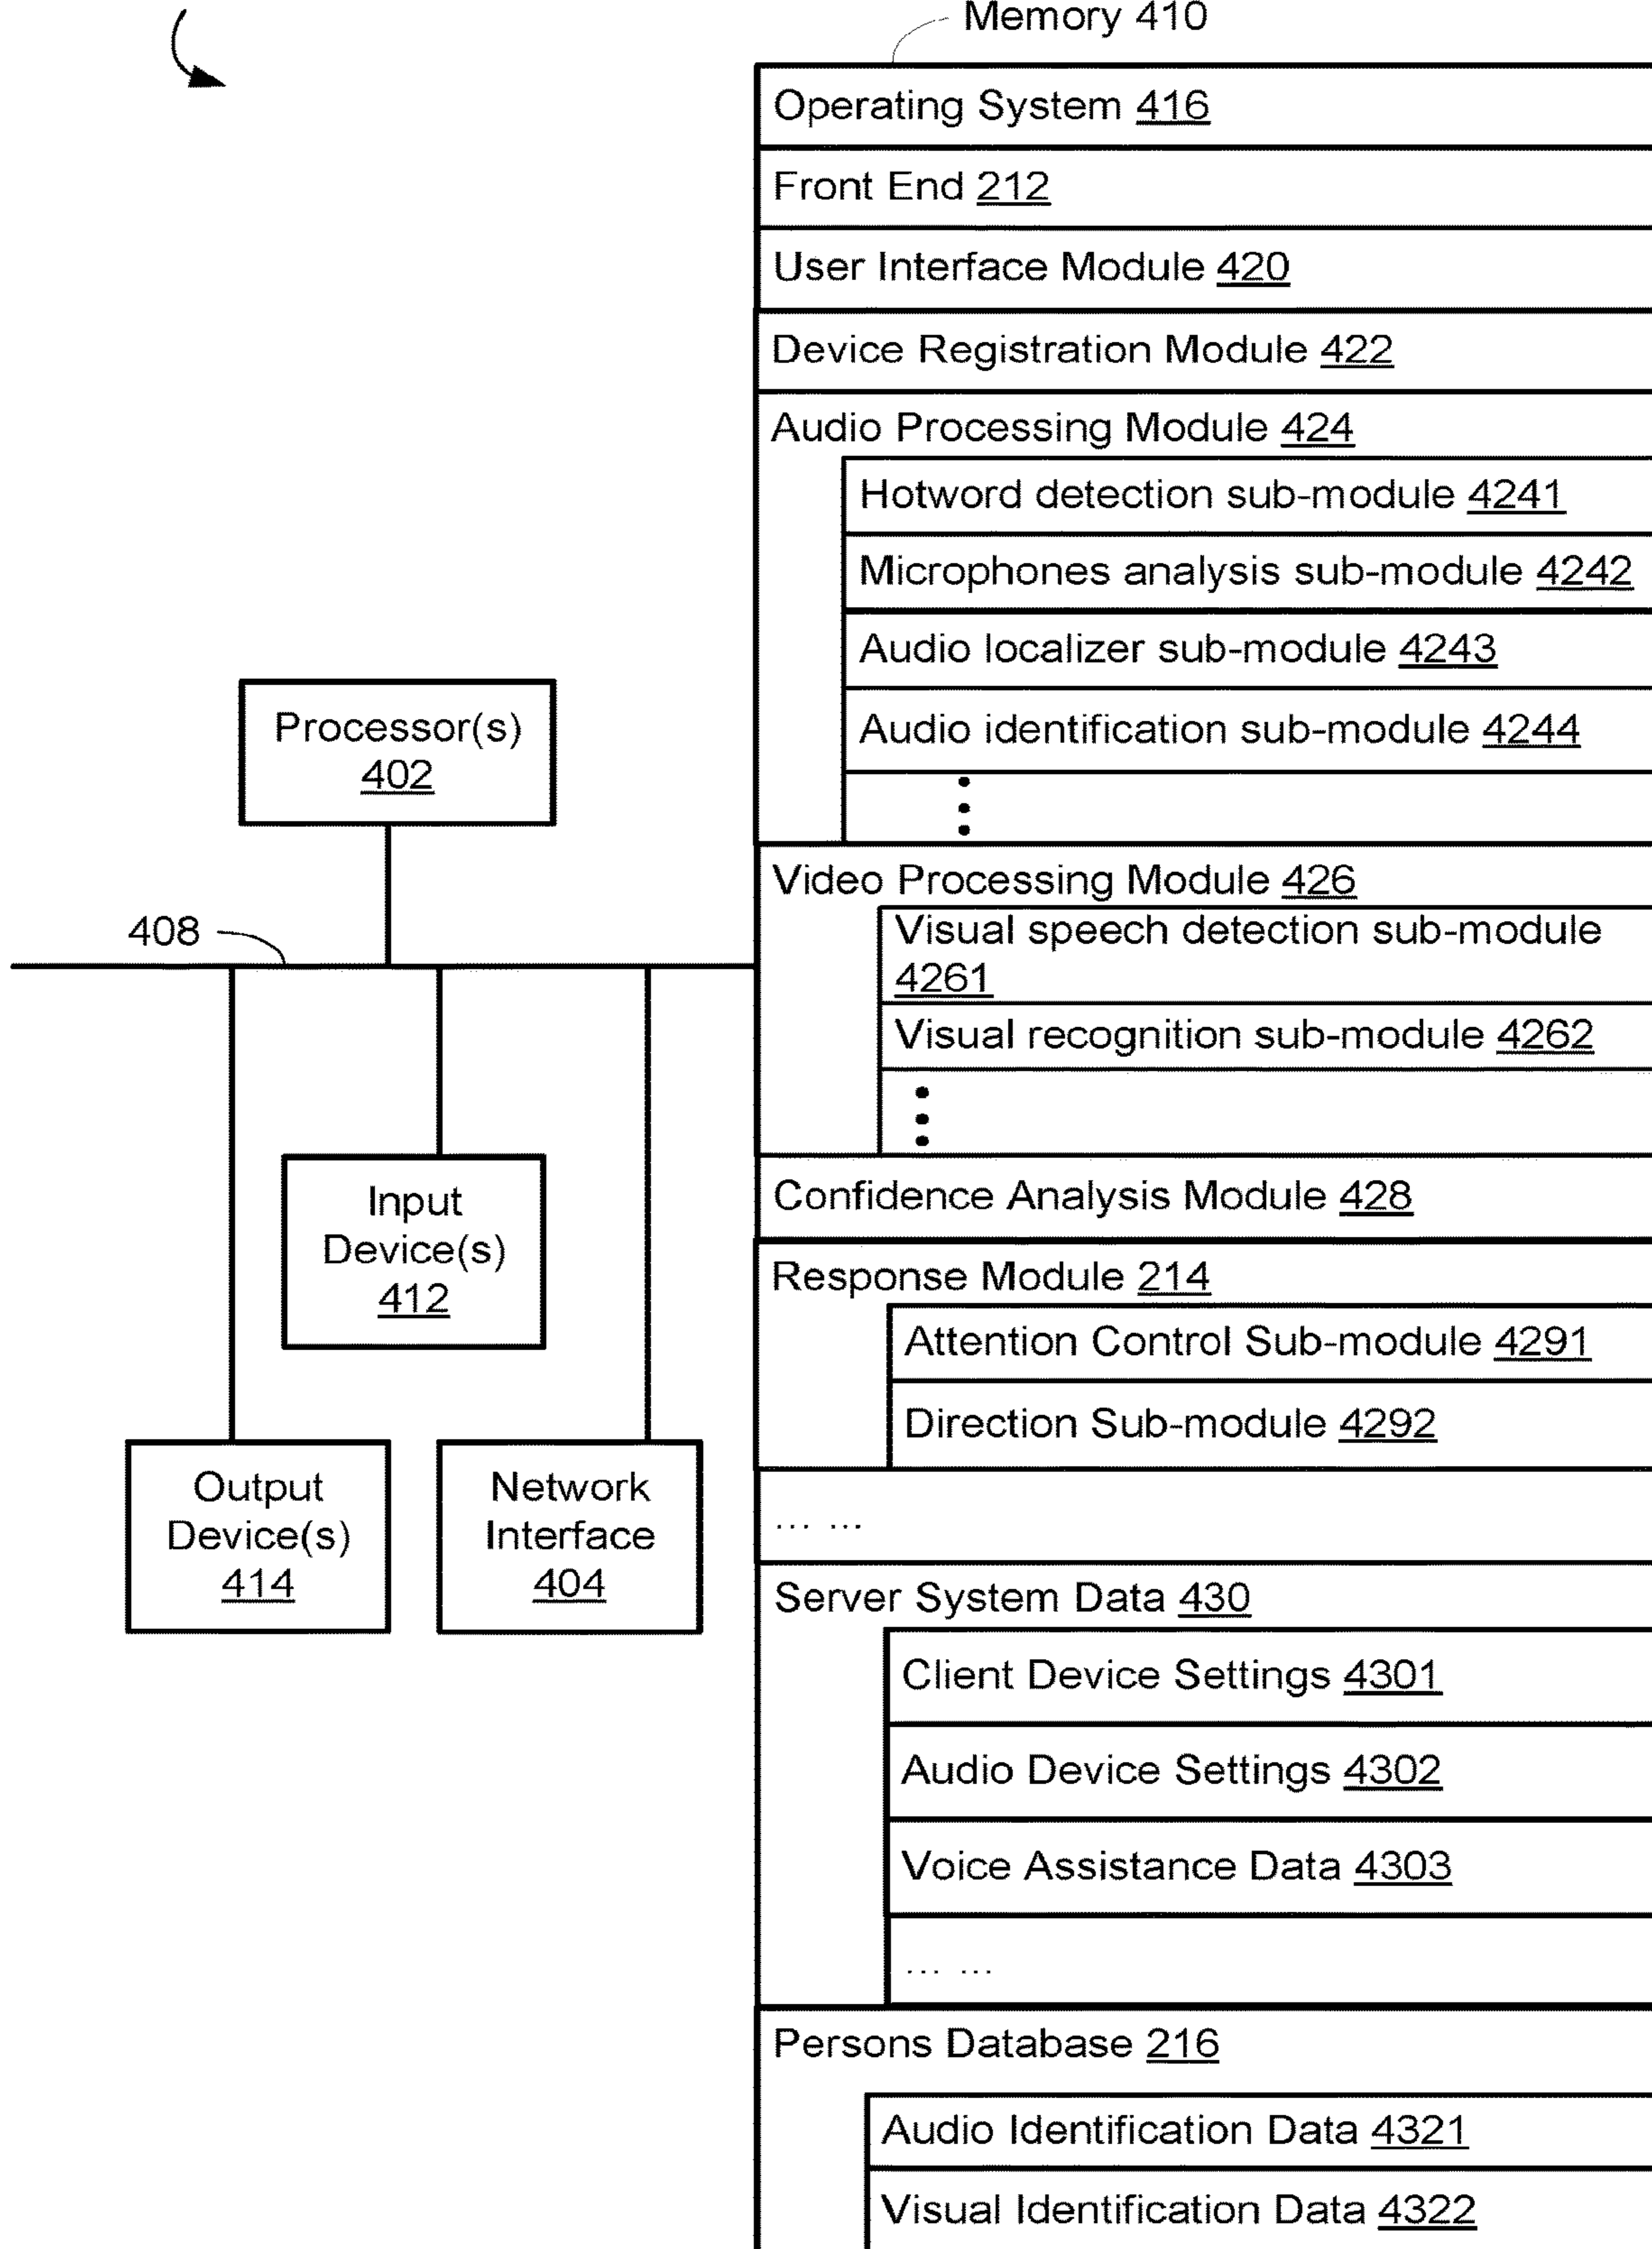 Memory 410
Operating System 416
Front End 212
User Interface Module 420
Device Registration Module 422
Audio Processing Module 424
Hotword detection sub-module 4241
Microphones analysis sub-module 4242
Audio localizer sub-module 4243
Audio identification sub-module 4244
Video Processing Module 426
Visual speech detection sub-module
4261
Visual recognition sub-module 4262
Confidence Analysis Module 428
Response Module 214
Attention Control Sub-module 4291
Direction Sub-module 4292
... ...
Server System Data 430
Client Device Settings 4301
Audio Device Settings 4302
Voice Assistance Data 4303
... ...
Persons Database 216
Audio Identification Data 4321
Visual Identification Data 4322
Processor(s)
402
408
Input
Device(s)
412
Output
Device(s)
414
Network
Interface
404